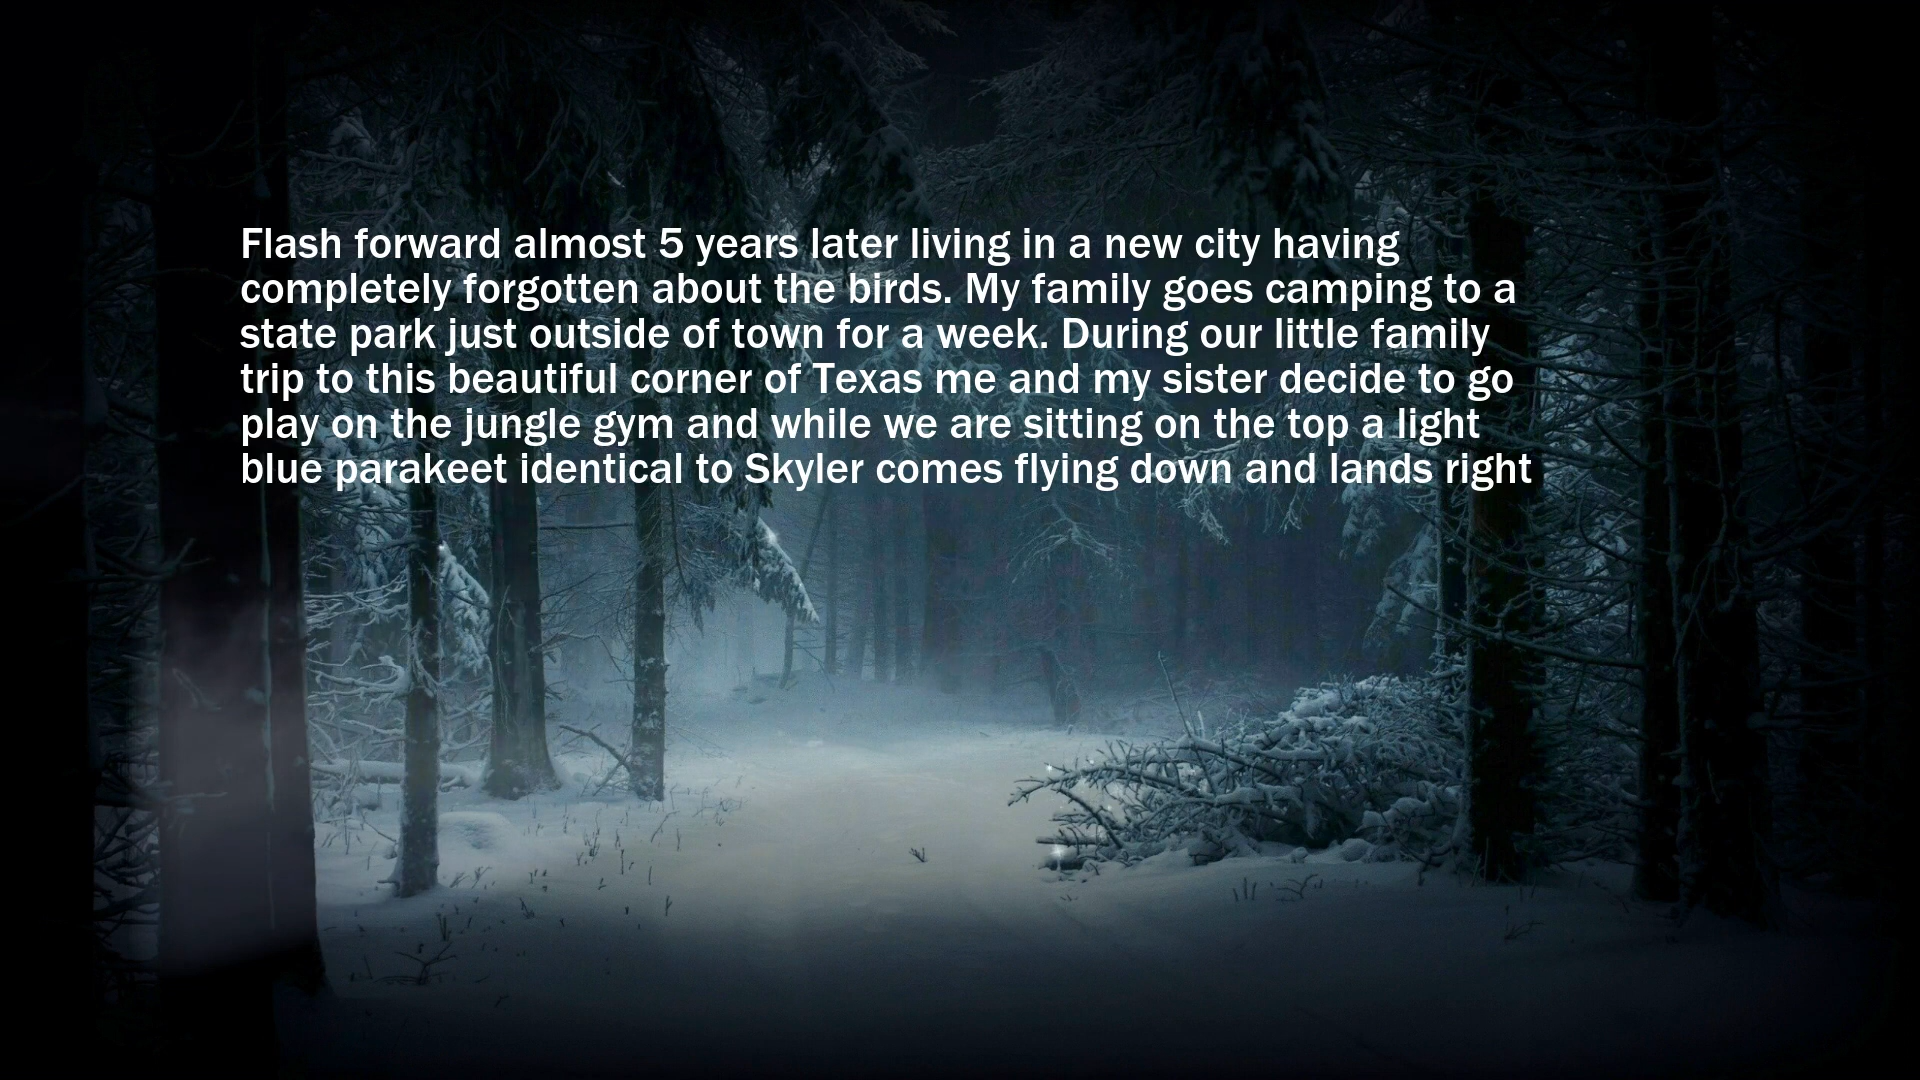 Flash forward almost 5 years later living in a new city having
completely forgotten about the birds. My family goes camping to a
state park just outside of town for a week. During our little family
trip to this beautiful corner of Texas me and my sister decide to go
play on the jungle gym and while we are sitting on the top a light
blue parakeet identical to Skyler comes flying down and lands right